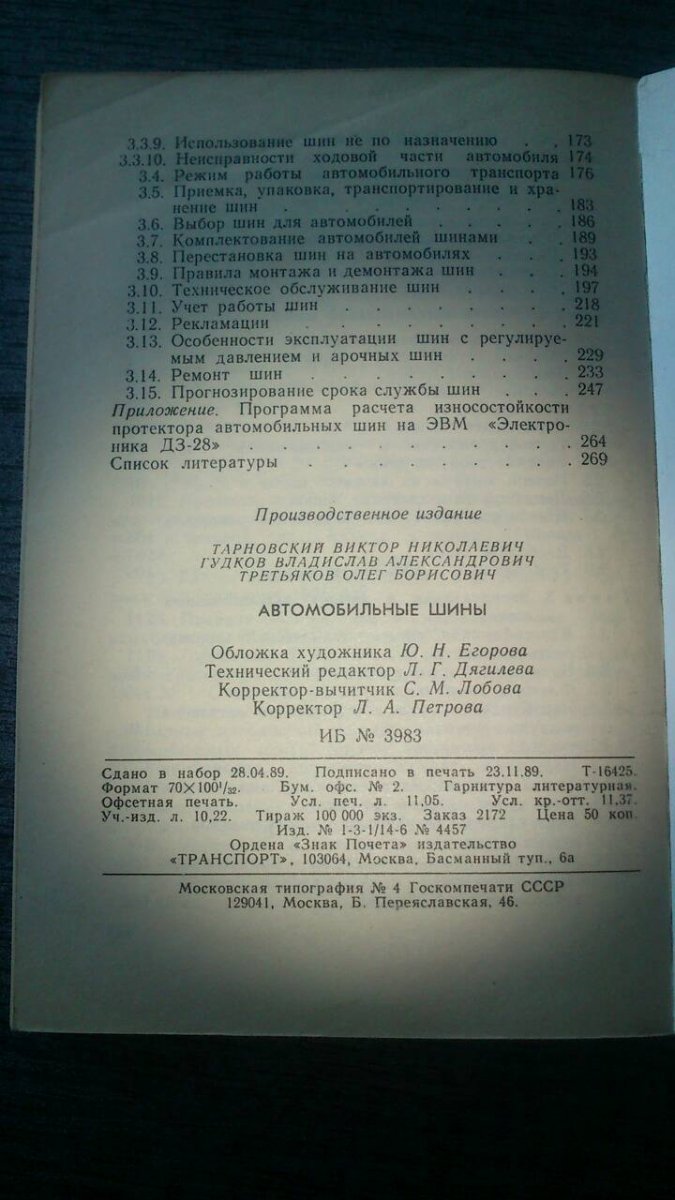 3.3.9. Использование шин не по назначению . . 173
3.3.10. Неисправности ходовой части автомобиля 174
3.4. Режим работы автомобильного транспорта 176
3.5. Приемка, упаковка, транспортирование и хра-
нение шин . . . . . . . . 183
3.6. Выбор шин для автомобилей . . . . . 186
3.7. Комплектование автомобилей шинами . . 189
3.8. Перестановка шин на автомобилях . . . 193
3.9. Правила монтажа и демонтажа шин . . . 194
3.10. Техническое обслуживание шин . . . . 197
3.11. Учет работы шин . . . . . . . 218
3.12. Рекламации . . . . . . . . 221
3.13. Особенности эксплуатации шин с регулируе-
мым давлением и арочных шин . . . . 229
3.14. Ремонт шин . . . . . . . . 233
3.15. Прогнозирование срока службы шин . . . 247
Приложение. Программа расчета износостойкости
протектора автомобильных шин на ЭВМ «Электро-
ника ДЗ-28» . . . . . . . . . . 264
Список литературы . . . . . . . . 269
Производственное издание
ТАРНОВСКИЙ ВИКТОР НИКОЛАЕВИЧ
ГУДКОВ ВЛАДИСЛАВ АЛЕКСАНДРОВИЧ
ТРЕТЬЯКОВ ОЛЕГ БОРИСОВИЧ
АВТОМОБИЛЬНЫЕ ШИНЫ
Обложка художника Ю. Н. Егорова
Технический редактор Л. Г. Дягилева
Корректор-вычитчик С. М. Лобова
Корректор Л. А. Петрова
ИБ № 3983
Сдано в набор 28.04.89. Подписано в печать 23.11.89. Т-16425.
Формат 70×100¹/₃₂. Бум. офс. № 2. Гарнитура литературная.
Офсетная печать. Усл. печ. л. 11,05. Усл. кр.-отт. 11,37.
Уч.-изд. л. 10,22. Тираж 100 000 экз. Заказ 2172 Цена 50 коп.
Изд. № 1-3-1/14-6 № 4457
Ордена «Знак Почета» издательство
«ТРАНСПОРТ», 103064, Москва, Басманный туп., 6а
Московская типография № 4 Госкомпечати СССР
129041, Москва, Б. Переяславская, 46.